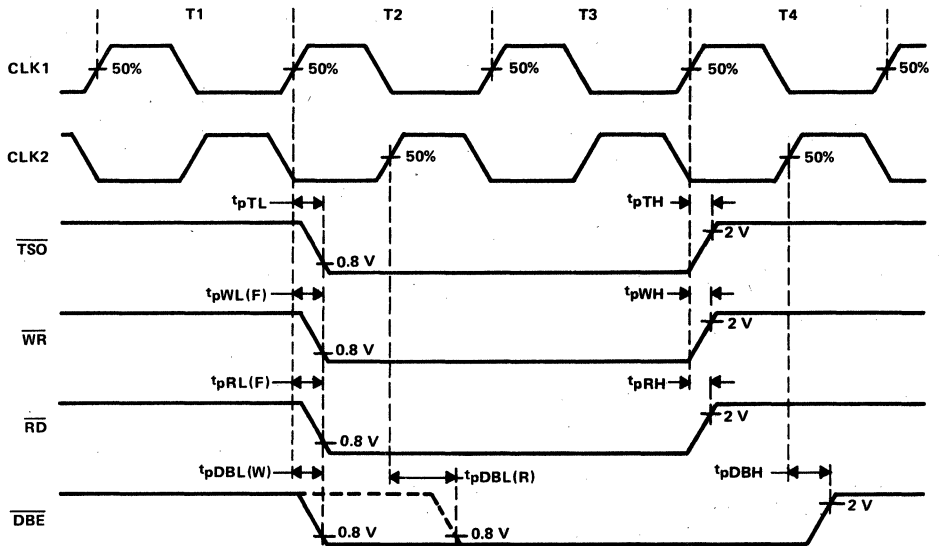 T1 T2 T3 T4
CLK1 50% 50% 50% 50% 50%
CLK2 50% 50%
tpTL tpTH
TSO 0.8 V 2 V
tpWL(F) tpWH
WR 0.8 V 2 V
tpRL(F) tpRH
RD 0.8 V 2 V
tpDBL(W) tpDBL(R) tpDBH
DBE 0.8 V 0.8 V 2 V